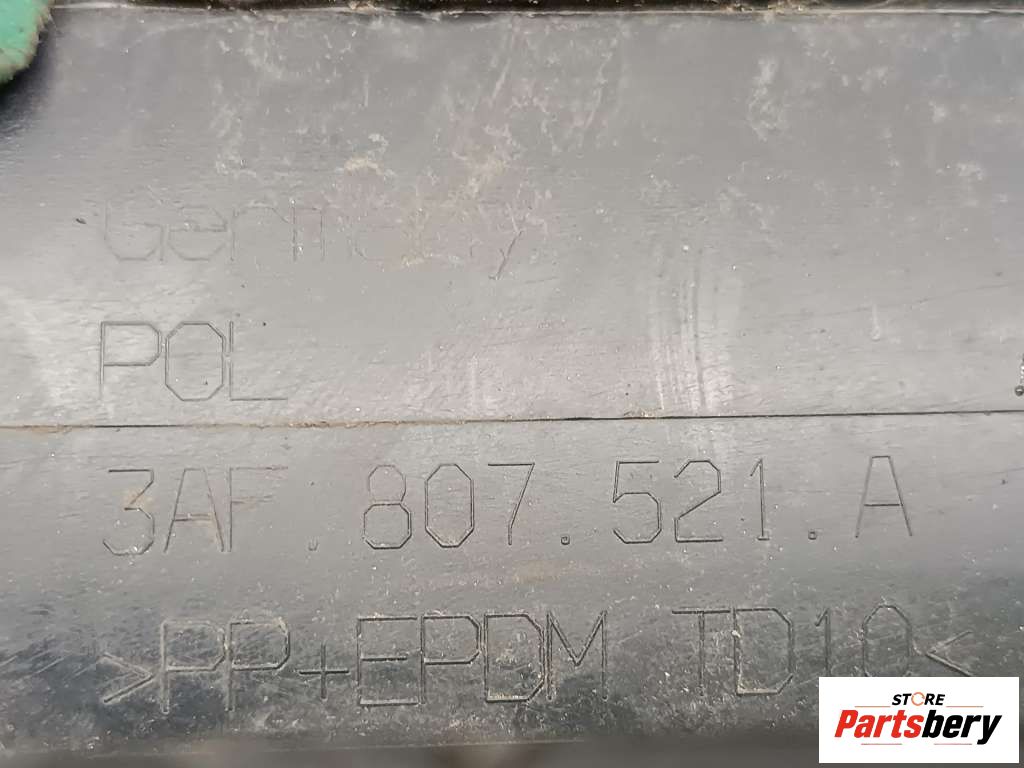 Germany
POL
3AF.807.521.A
>PP+EPDM TD10<
STORE
Partsbery